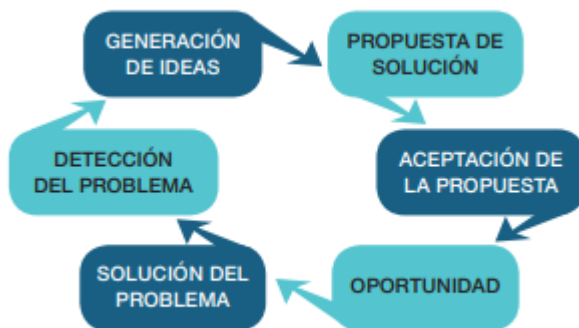 GENERACIÓN
DE IDEAS
PROPUESTA DE
SOLUCIÓN
ACEPTACIÓN DE
LA PROPUESTA
OPORTUNIDAD
SOLUCIÓN DEL
PROBLEMA
DETECCIÓN
DEL PROBLEMA